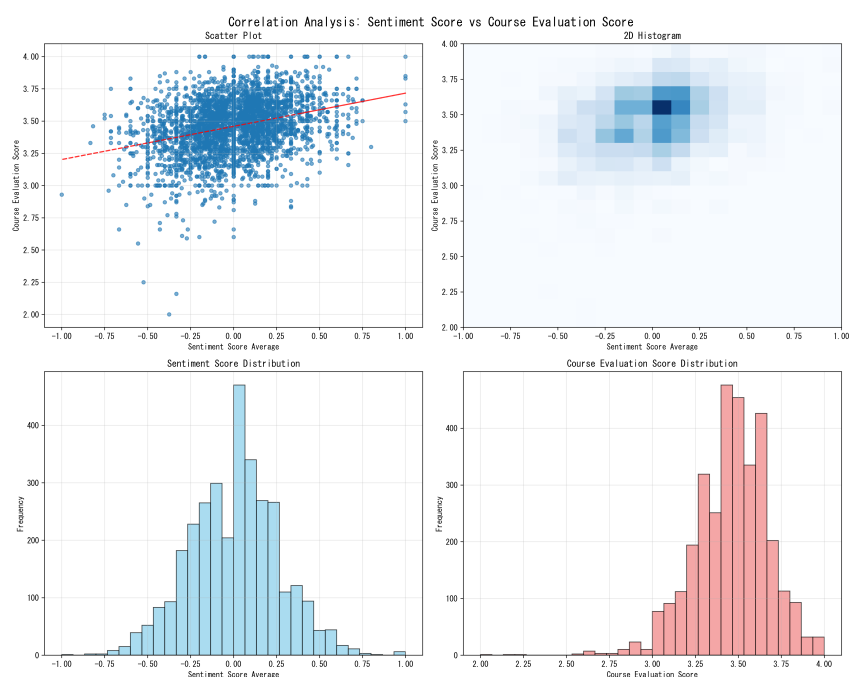 Correlation Analysis: Sentiment Score vs Course Evaluation Score
Scatter Plot
4.00
3.75
3.50
3.25
3.00
2.75
2.50
2.25
2.00
Course Evaluation Score
-1.00 -0.75 -0.50 -0.25 0.00 0.25 0.50 0.75 1.00
Sentiment Score Average
2D Histogram
4.00
3.75
3.50
3.25
3.00
2.75
2.50
2.25
2.00
Course Evaluation Score
-1.00 -0.75 -0.50 -0.25 0.00 0.25 0.50 0.75 1.00
Sentiment Score Average
Sentiment Score Distribution
400
300
200
100
0
Frequency
-1.00 -0.75 -0.50 -0.25 0.00 0.25 0.50 0.75 1.00
Sentiment Score Average
Course Evaluation Score Distribution
400
300
200
100
0
Frequency
2.00 2.25 2.50 2.75 3.00 3.25 3.50 3.75 4.00
Course Evaluation Score